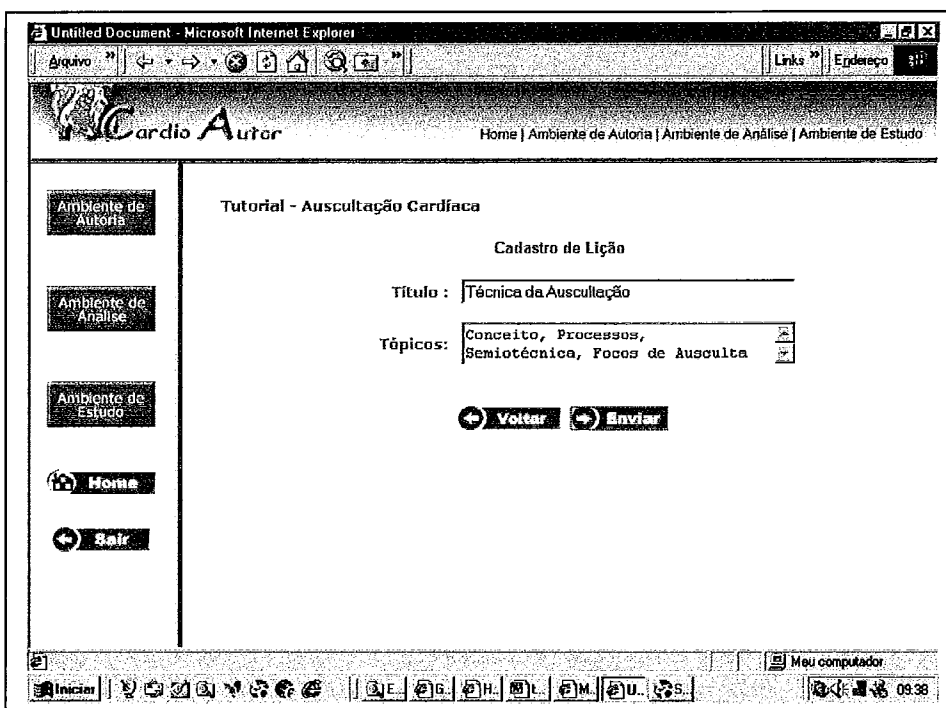 Untitled Document - Microsoft Internet Explorer
Arquivo » » Links » Endereço
Cardio Autor
Home | Ambiente de Autoria | Ambiente de Análise | Ambiente de Estudo
Ambiente de
Autoria
Ambiente de
Análise
Ambiente de
Estudo
Home
Sair
Tutorial - Auscultação Cardíaca
Cadastro de Lição
Título : Técnica da Auscultação
Tópicos: Conceito, Processos,
Semiotécnica, Focos de Ausculta
Voltar Enviar
Meu computador
Iniciar E.. G.. H.. L.. M.. U.. S.. 09:38